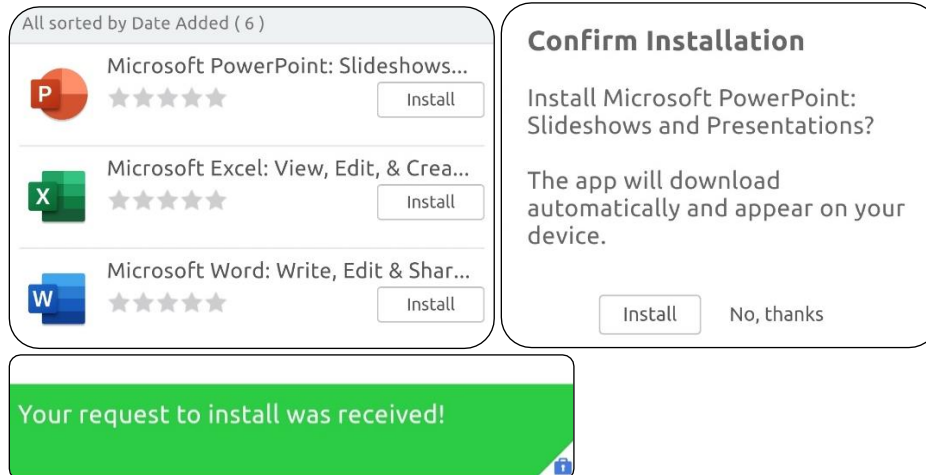 All sorted by Date Added ( 6 )
Microsoft PowerPoint: Slideshows...
P
Install
Microsoft Excel: View, Edit, & Crea...
X
Install
Microsoft Word: Write, Edit & Shar...
W
Install
Confirm Installation
Install Microsoft PowerPoint:
Slideshows and Presentations?
The app will download
automatically and appear on your
device.
Install No, thanks
Your request to install was received!